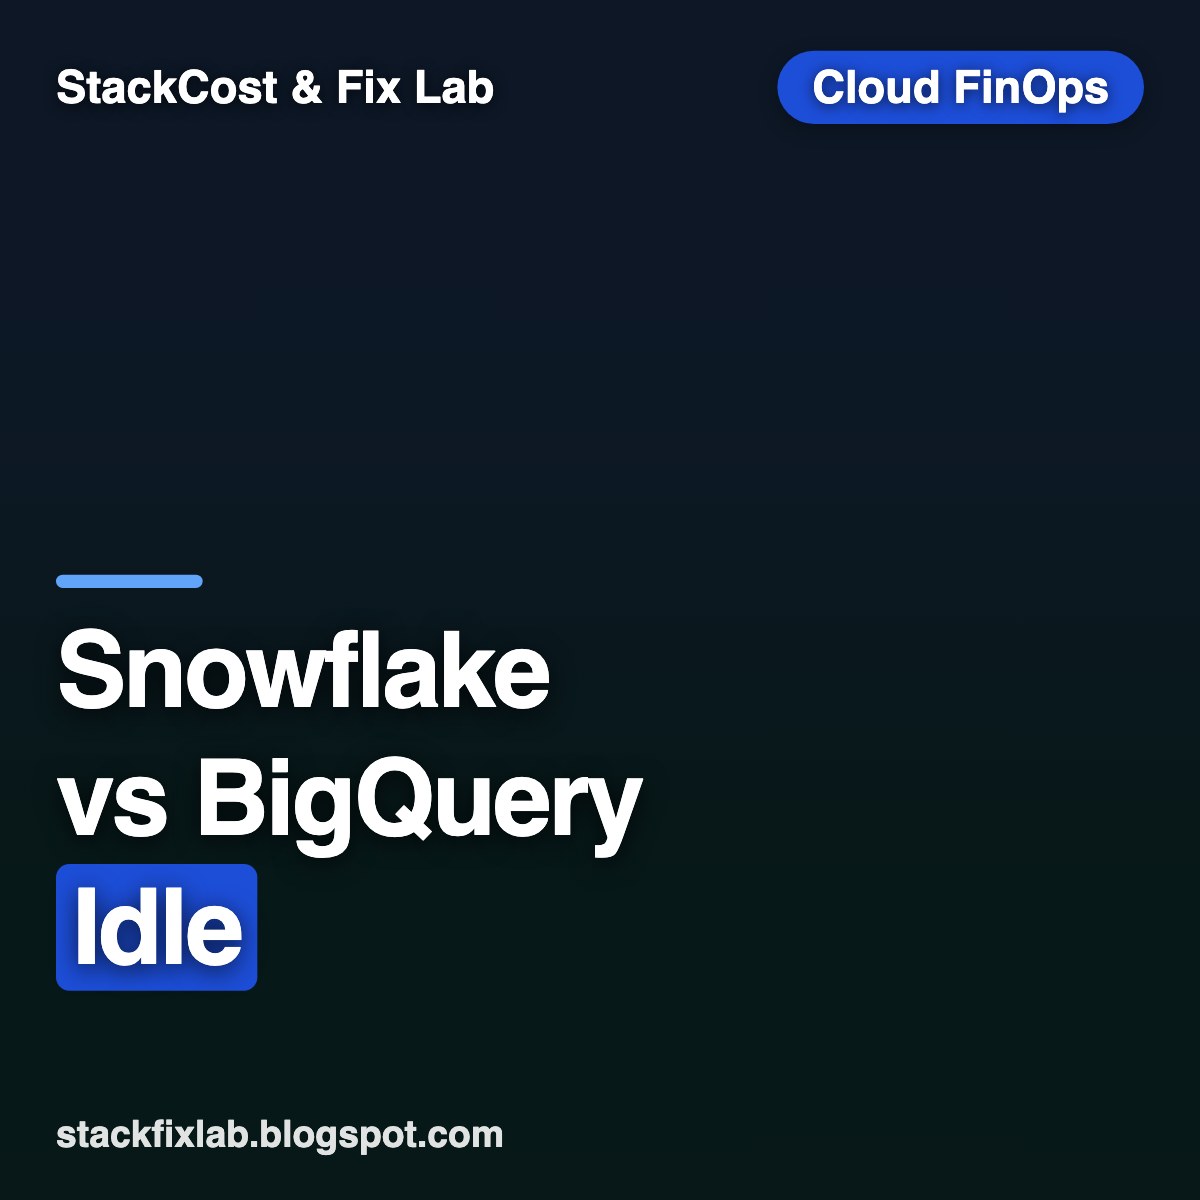 StackCost & Fix Lab
Cloud FinOps
Snowflake
vs BigQuery
Idle
stackfixlab.blogspot.com